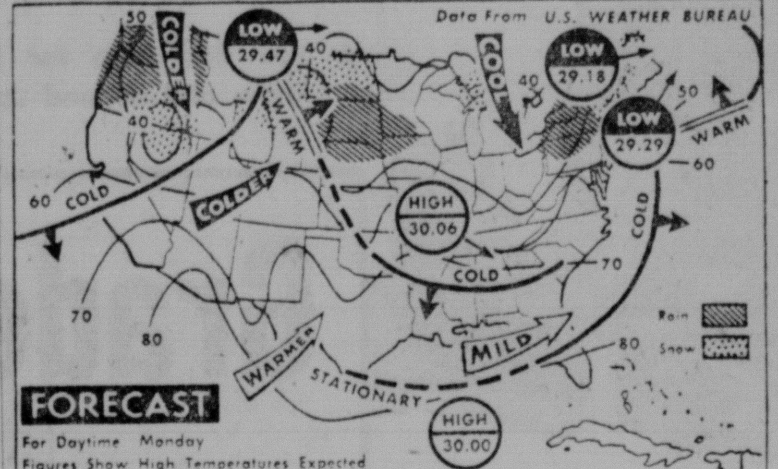 Data From U.S. WEATHER BUREAU
50
COLDER
LOW
29.47
40
COOL
40
LOW
29.18
50
LOW
29.29
WARM
60
40
WARM
60
COLD
COLDER
HIGH
30.06
COLD
COLD
70
70
80
WARMER
MILD
80
STATIONARY
Rain
Snow
FORECAST
HIGH
30.00
For Daytime Monday
Figures Show High Temperatures Expected